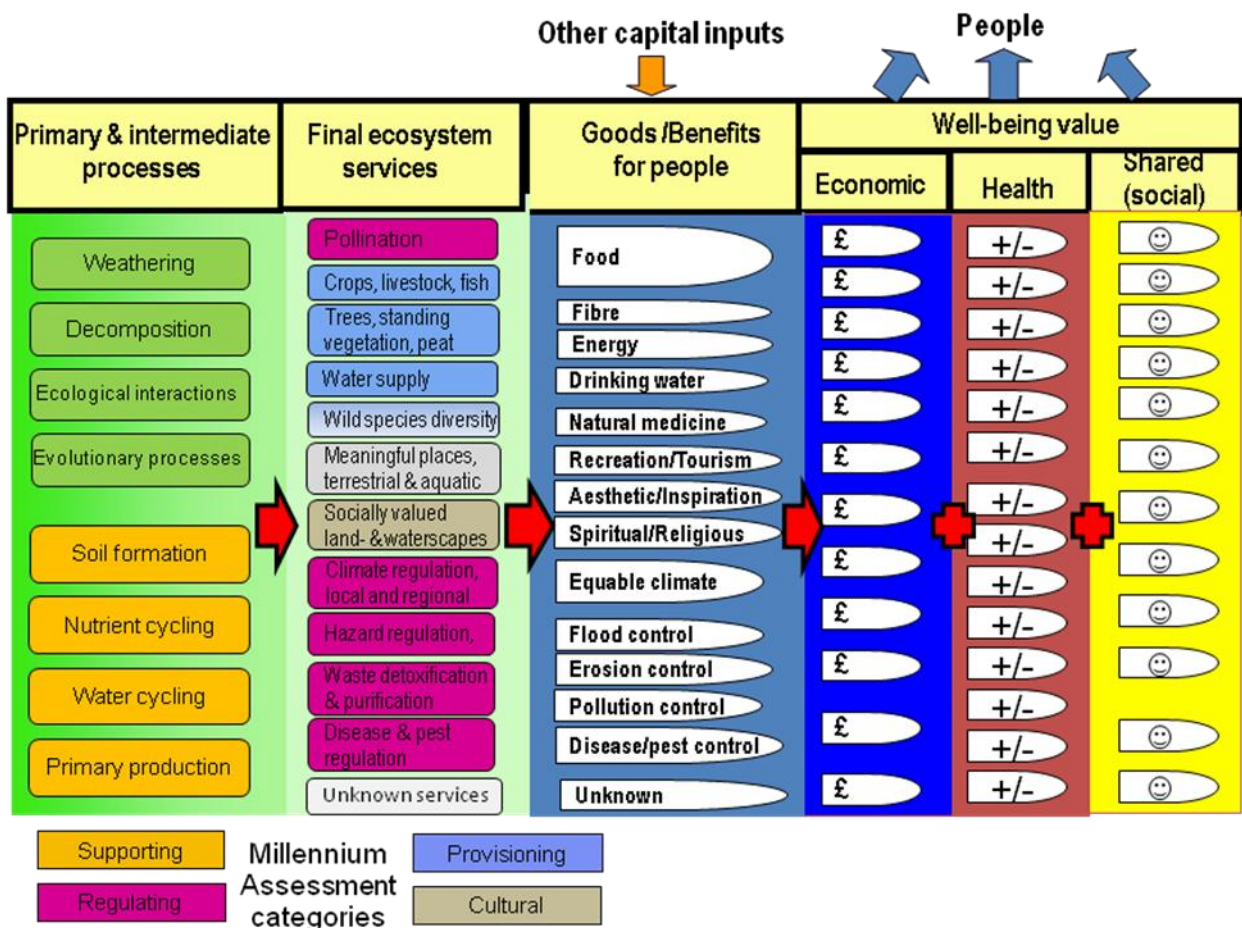 Other capital inputs
People
Primary & intermediate
processes
Final ecosystem
services
Goods /Benefits
for people
Well-being value
Economic
Health
Shared
(social)
Weathering
Decomposition
Ecological interactions
Evolutionary processes
Soil formation
Nutrient cycling
Water cycling
Primary production
Pollination
Crops, livestock, fish
Trees, standing
vegetation, peat
Water supply
Wild species diversity
Meaningful places,
terrestrial & aquatic
Socially valued
land- & waterscapes
Climate regulation,
local and regional
Hazard regulation,
Waste detoxification
& purification
Disease & pest
regulation
Unknown services
Food
Fibre
Energy
Drinking water
Natural medicine
Recreation/Tourism
Aesthetic/Inspiration
Spiritual/Religious
Equable climate
Flood control
Erosion control
Pollution control
Disease/pest control
Unknown
£
£
£
£
£
£
£
£
£
£
£
£
+/-
+/-
+/-
+/-
+/-
+/-
+/-
+/-
+/-
+/-
+/-
+/-
+/-
+/-
Supporting
Regulating
Millennium
Assessment
categories
Provisioning
Cultural